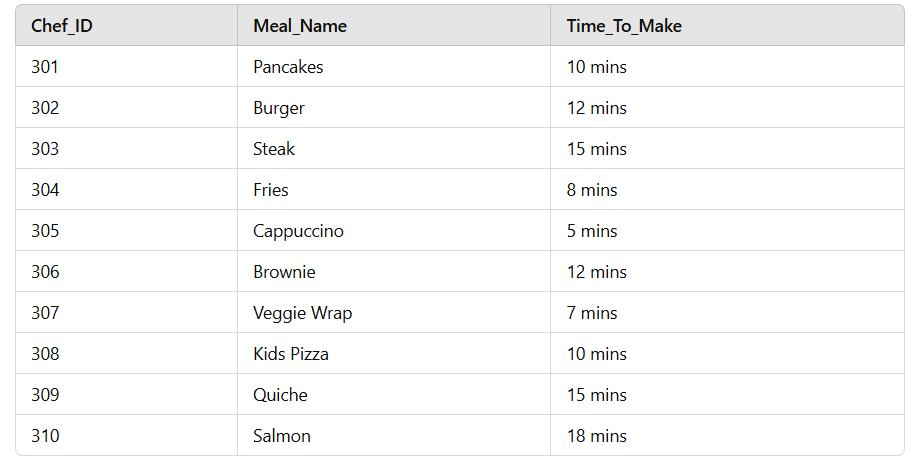 Chef_ID Meal_Name Time_To_Make
301 Pancakes 10 mins
302 Burger 12 mins
303 Steak 15 mins
304 Fries 8 mins
305 Cappuccino 5 mins
306 Brownie 12 mins
307 Veggie Wrap 7 mins
308 Kids Pizza 10 mins
309 Quiche 15 mins
310 Salmon 18 mins